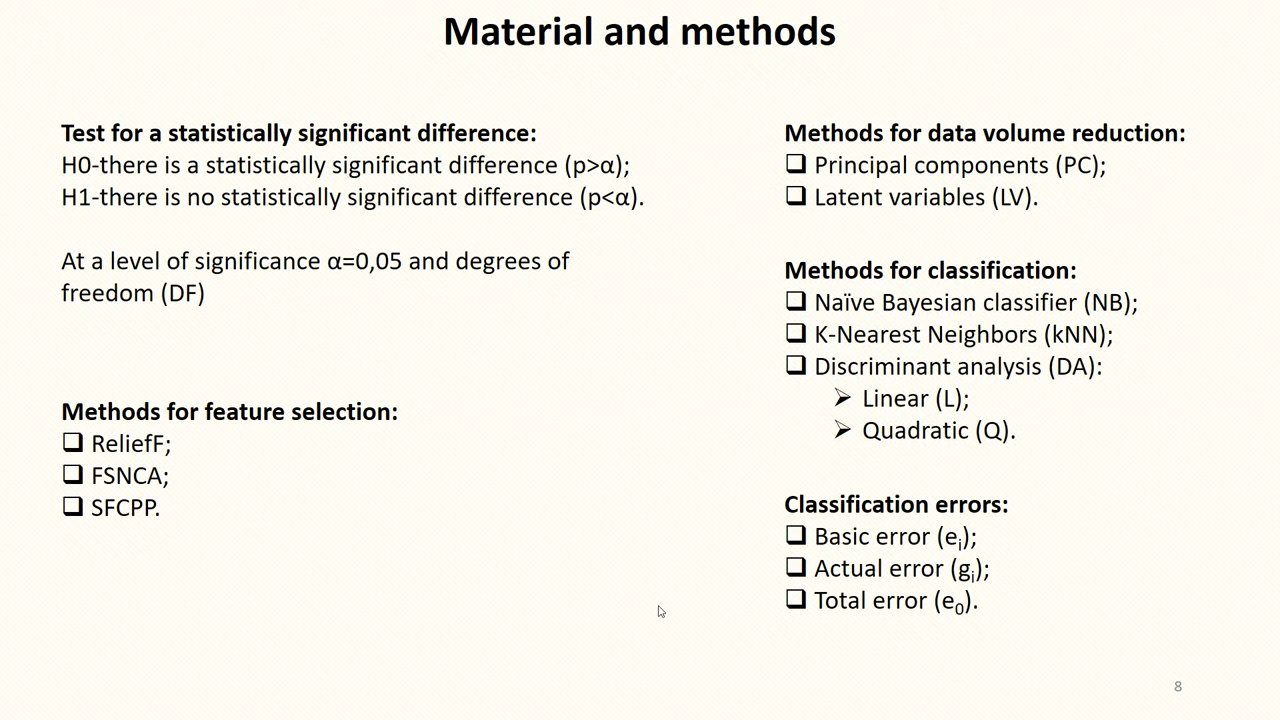 Material and methods
Test for a statistically significant difference:
H0-there is a statistically significant difference (p>α);
H1-there is no statistically significant difference (p<α).
At a level of significance α=0,05 and degrees of
freedom (DF)
Methods for feature selection:
❑ ReliefF;
❑ FSNCA;
❑ SFCPP.
Methods for data volume reduction:
❑ Principal components (PC);
❑ Latent variables (LV).
Methods for classification:
❑ Naïve Bayesian classifier (NB);
❑ K-Nearest Neighbors (kNN);
❑ Discriminant analysis (DA):
➢ Linear (L);
➢ Quadratic (Q).
Classification errors:
❑ Basic error (eᵢ);
❑ Actual error (gᵢ);
❑ Total error (e₀).
8